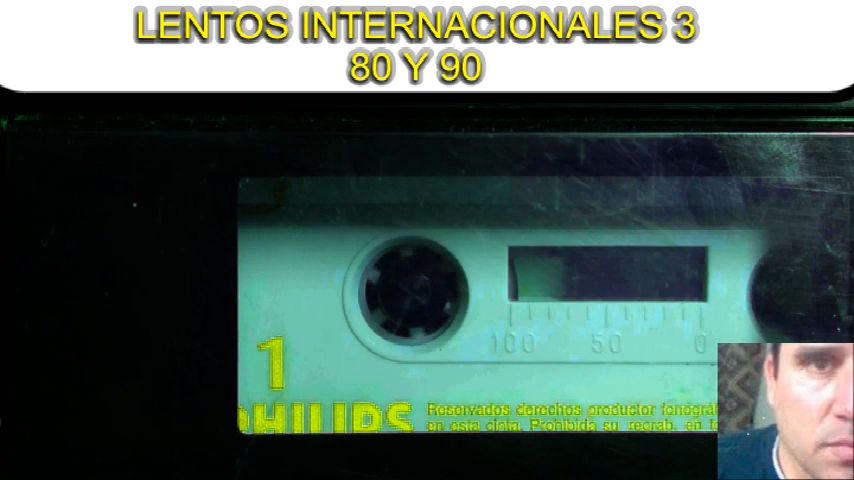 LENTOS INTERNACIONALES 3
80 Y 90
100 50 0
1
PHILIPS
Reservados derechos productor fonográf
en esta cinta. Prohibida su regrab. en t